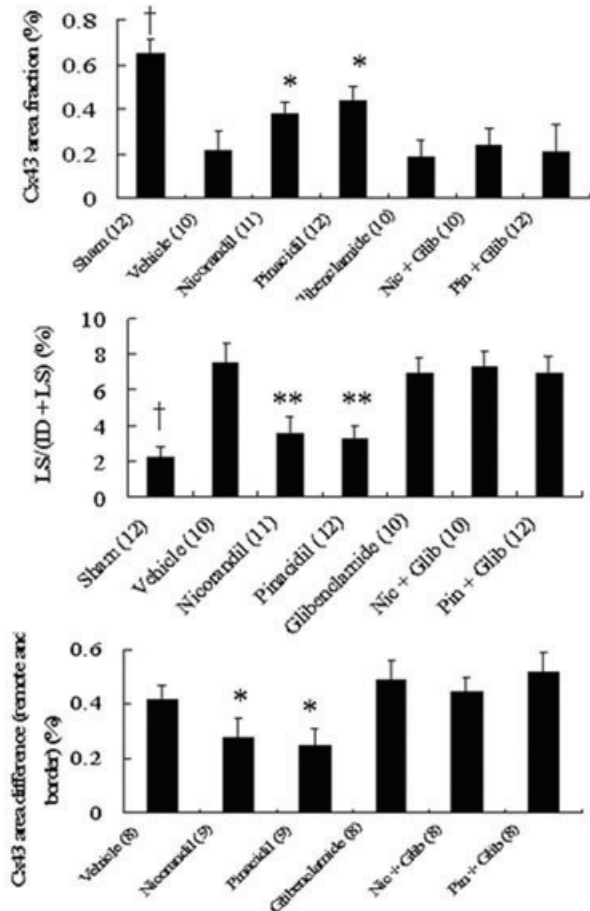 Cx43 area fraction (%)
0.8
0.6
0.4
0.2
0
†
*
*
Sham (12)
Vehicle (10)
Nicorandil (11)
Pinacidil (12)
libenclamide (10)
Nic + Glib (10)
Pin + Glib (12)
LS/(ID + LS) (%)
10
8
6
4
2
0
†
**
**
Sham (12)
Vehicle (10)
Nicorandil (11)
Pinacidil (12)
Glibenclamide (10)
Nic + Glib (10)
Pin + Glib (12)
Cx43 area difference (remote and
border) (%)
0.6
0.4
0.2
0
*
*
Vehicle (8)
Nicorandil (9)
Pinacidil (9)
Glibenclamide (8)
Nic + Glib (8)
Pin + Glib (8)